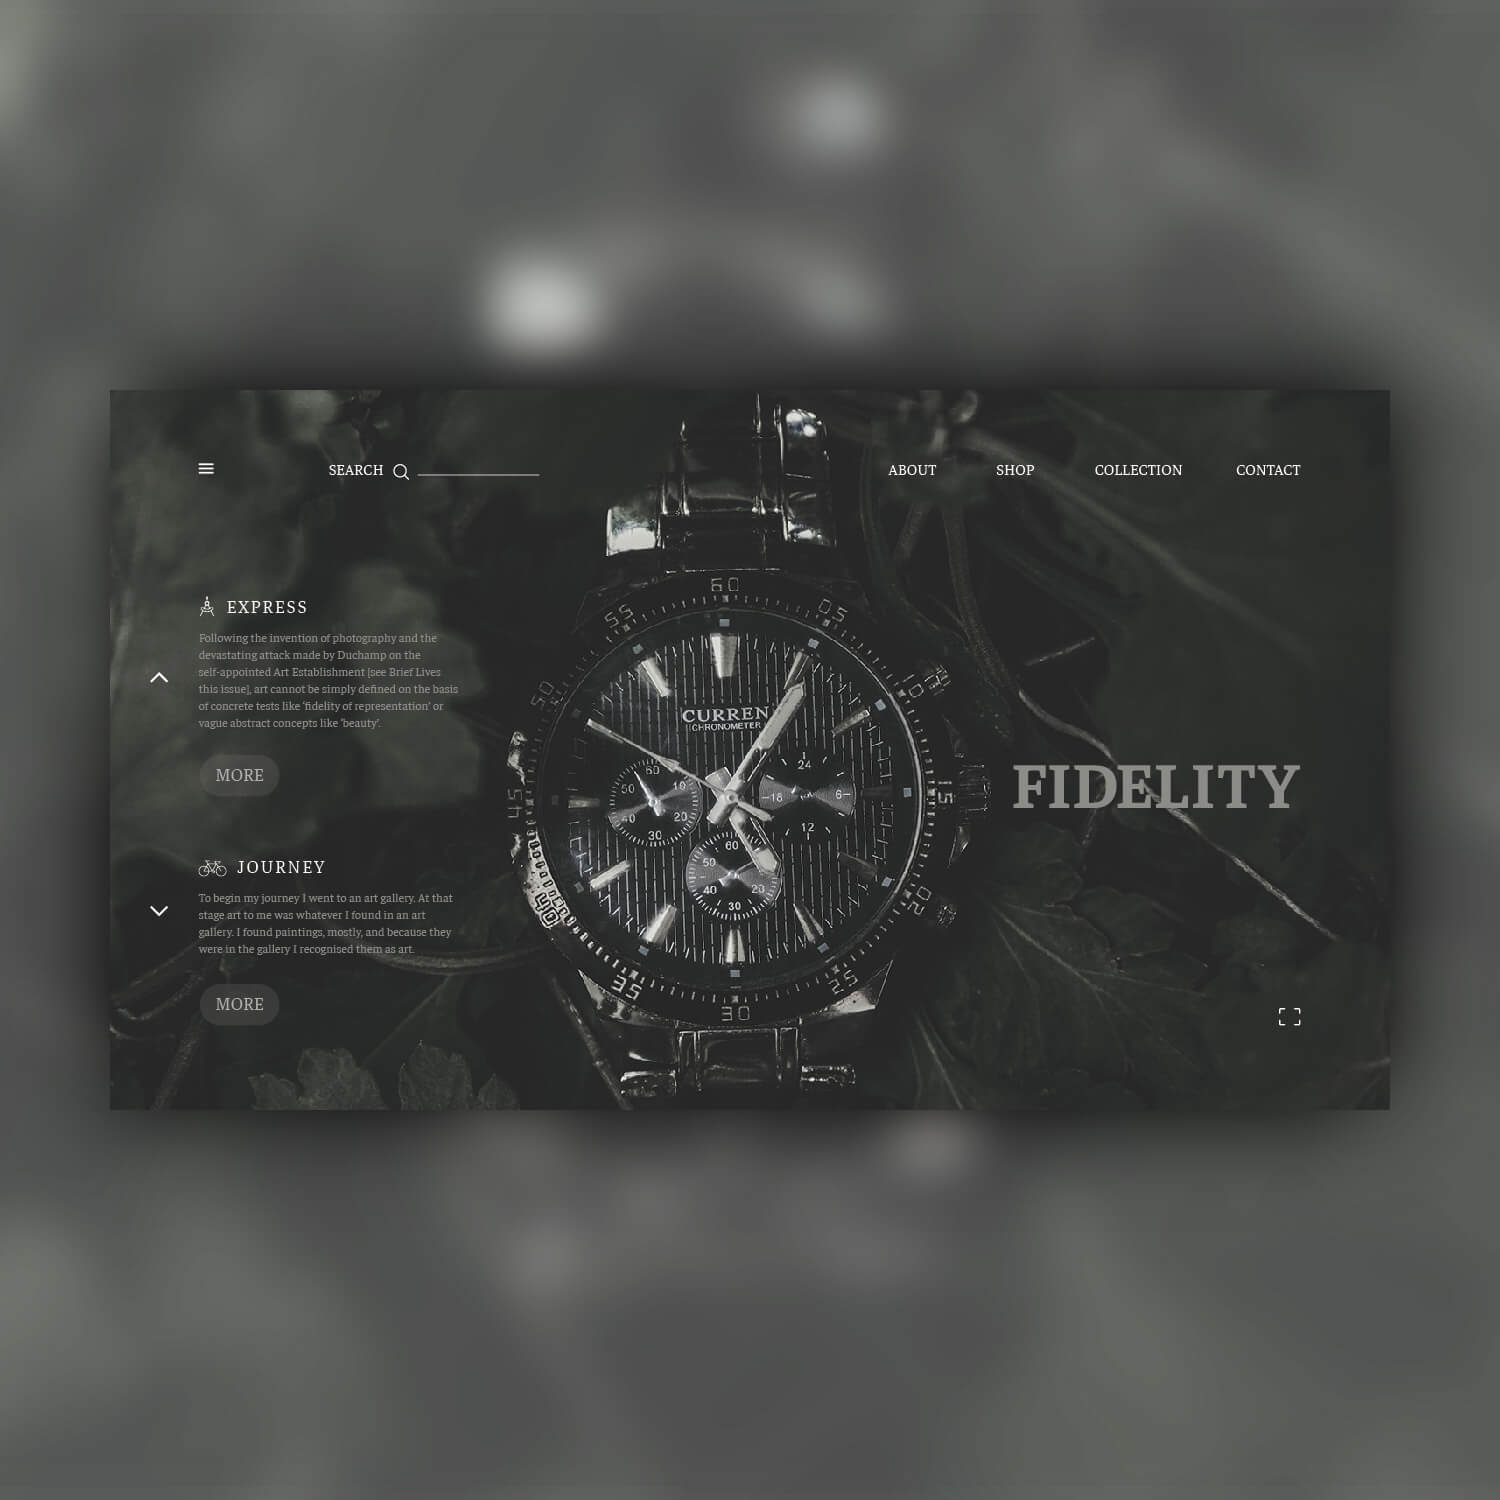 SEARCH
ABOUT SHOP COLLECTION CONTACT
EXPRESS
Following the invention of photography and the
devastating attack made by Duchamp on the
self-appointed Art Establishment [see Brief Lives
this issue], art cannot be simply defined on the basis
of concrete tests like ‘fidelity of representation’ or
vague abstract concepts like ‘beauty’.
MORE
JOURNEY
To begin my journey I went to an art gallery. At that
stage art to me was whatever I found in an art
gallery. I found paintings, mostly, and because they
were in the gallery I recognised them as art.
MORE
60
05
10
15
20
25
30
35
40
45
50
55
CURREN
CHRONOMETER
60
10
20
30
40
50
24
6
12
18
60
20
30
40
50
FIDELITY